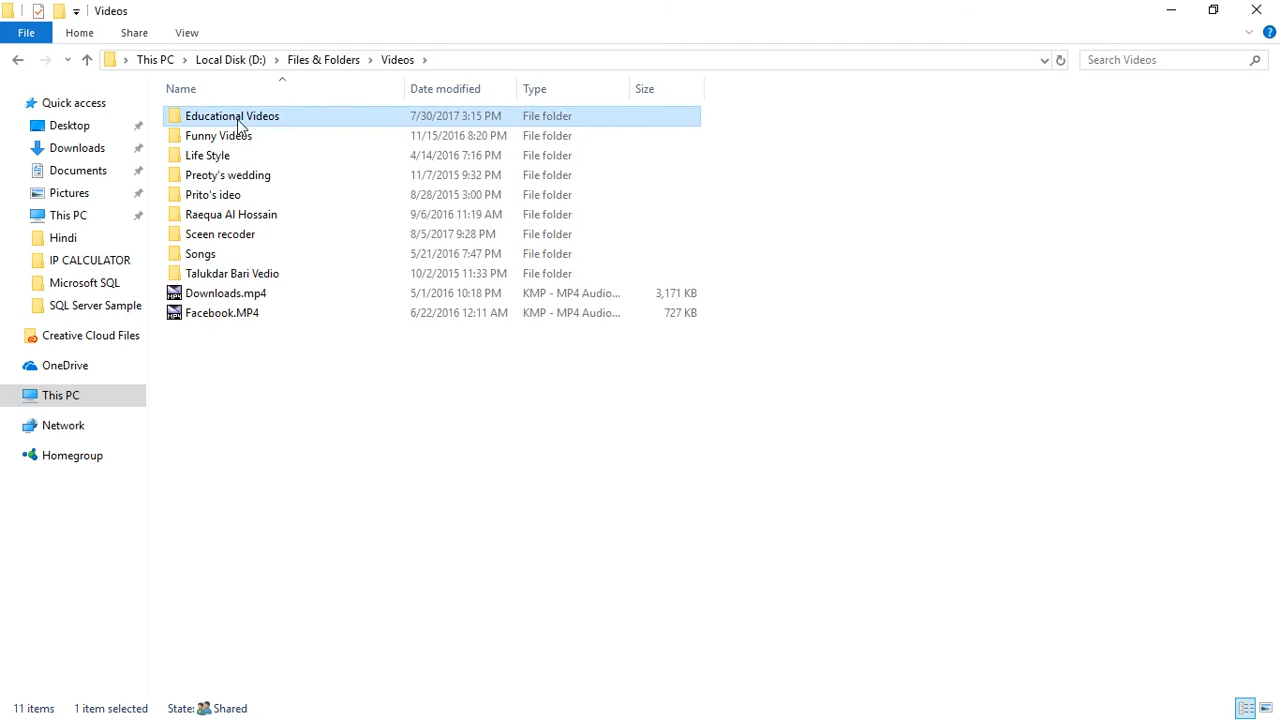 Videos
File Home Share View
This PC Local Disk (D:) Files & Folders Videos Search Videos
Name Date modified Type Size
Quick access
Desktop
Downloads
Documents
Pictures
This PC
Hindi
IP CALCULATOR
Microsoft SQL
SQL Server Sample
Creative Cloud Files
OneDrive
This PC
Network
Homegroup
Educational Videos 7/30/2017 3:15 PM File folder
Funny Videos 11/15/2016 8:20 PM File folder
Life Style 4/14/2016 7:16 PM File folder
Preoty's wedding 11/7/2015 9:32 PM File folder
Prito's ideo 8/28/2015 3:00 PM File folder
Raequa Al Hossain 9/6/2016 11:19 AM File folder
Sceen recoder 8/5/2017 9:28 PM File folder
Songs 5/21/2016 7:47 PM File folder
Talukdar Bari Vedio 10/2/2015 11:33 PM File folder
Downloads.mp4 5/1/2016 10:18 PM KMP - MP4 Audio... 3,171 KB
Facebook.MP4 6/22/2016 12:11 AM KMP - MP4 Audio... 727 KB
11 items 1 item selected State: Shared